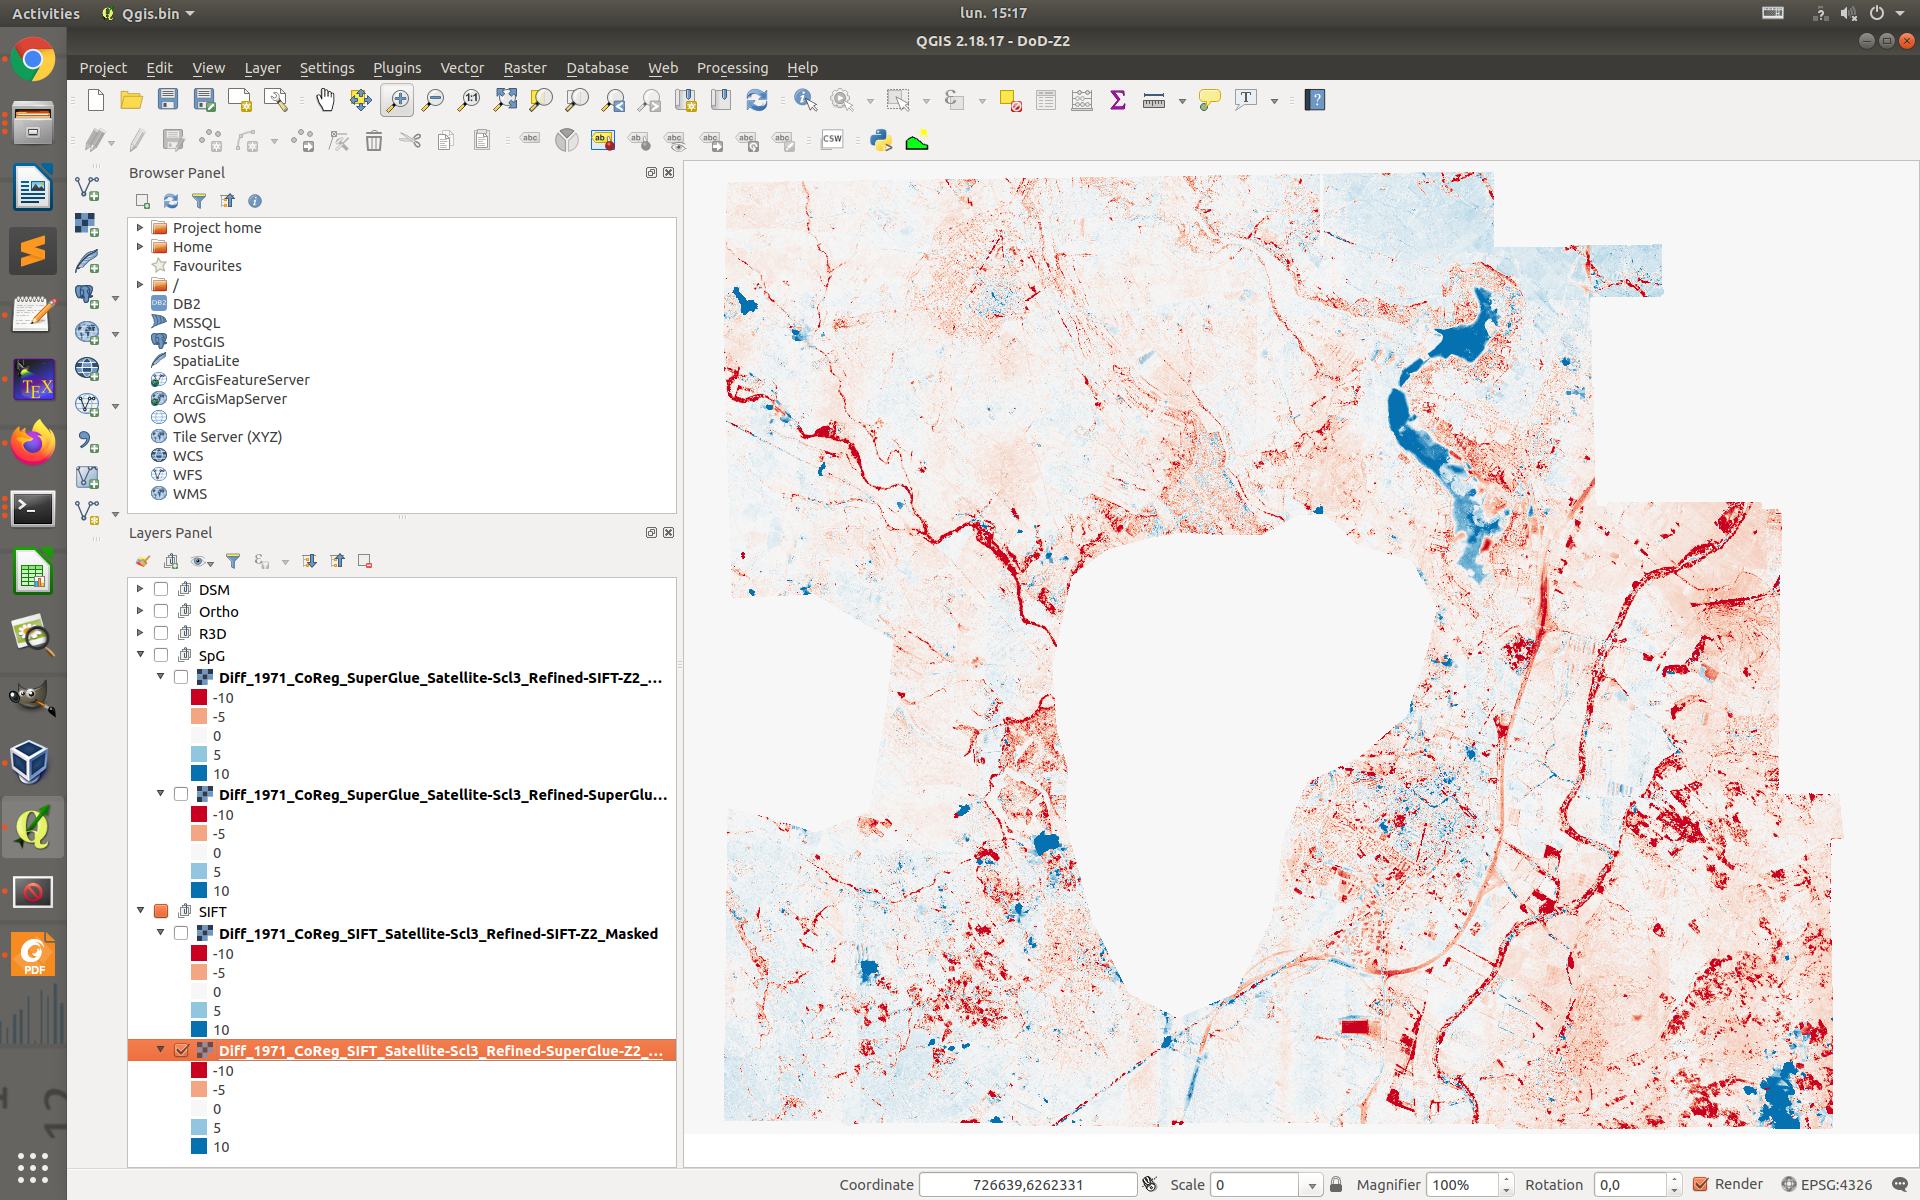 Activities
Qgis.bin
lun. 15:17
QGIS 2.18.17 - DoD-Z2
Project Edit View Layer Settings Plugins Vector Raster Database Web Processing Help
Browser Panel
Project home
Home
Favourites
/
DB2
MSSQL
PostGIS
SpatiaLite
ArcGisFeatureServer
ArcGisMapServer
OWS
Tile Server (XYZ)
WCS
WFS
WMS
Layers Panel
DSM
Ortho
R3D
SpG
Diff_1971_CoReg_SuperGlue_Satellite-Scl3_Refined-SIFT-Z2_...
-10
-5
0
5
10
Diff_1971_CoReg_SuperGlue_Satellite-Scl3_Refined-SuperGlu...
-10
-5
0
5
10
SIFT
Diff_1971_CoReg_SIFT_Satellite-Scl3_Refined-SIFT-Z2_Masked
-10
-5
0
5
10
Diff_1971_CoReg_SIFT_Satellite-Scl3_Refined-SuperGlue-Z2_...
-10
-5
0
5
10
Coordinate 726639,6262331 Scale 0 Magnifier 100% Rotation 0,0 Render EPSG:4326